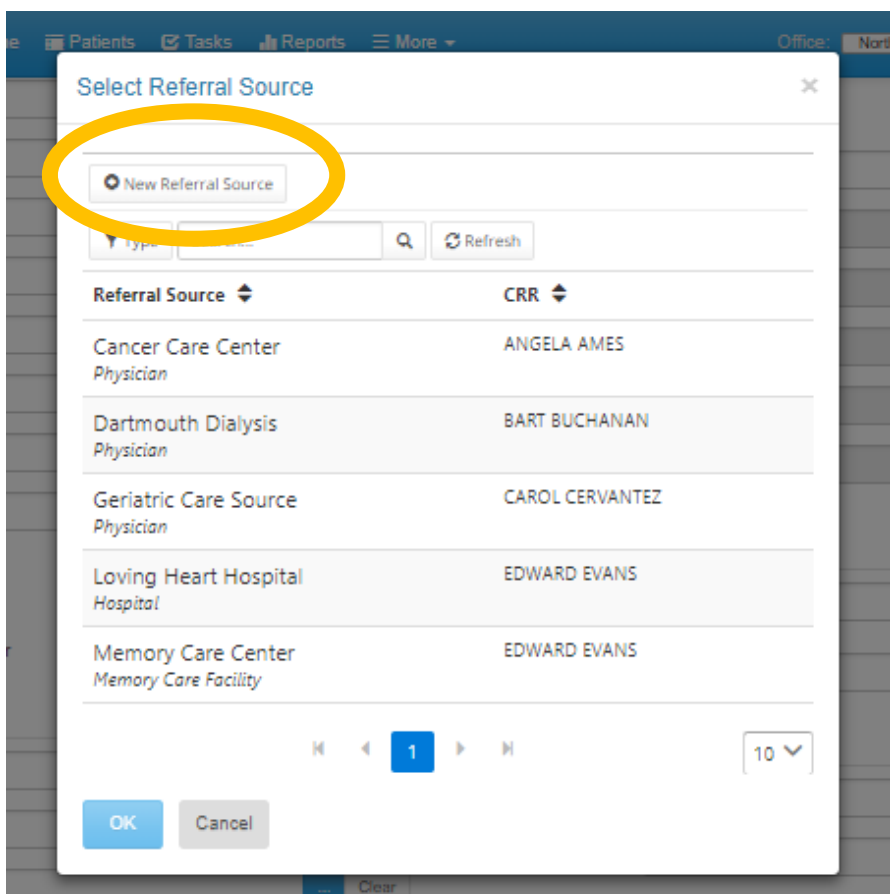 Patients Tasks Reports More Office:
Select Referral Source
New Referral Source
Refresh
Referral Source CRR
Cancer Care Center ANGELA AMES
Physician
Dartmouth Dialysis BART BUCHANAN
Physician
Geriatric Care Source CAROL CERVANTEZ
Physician
Loving Heart Hospital EDWARD EVANS
Hospital
Memory Care Center EDWARD EVANS
Memory Care Facility
1 10
OK Cancel
... Clear